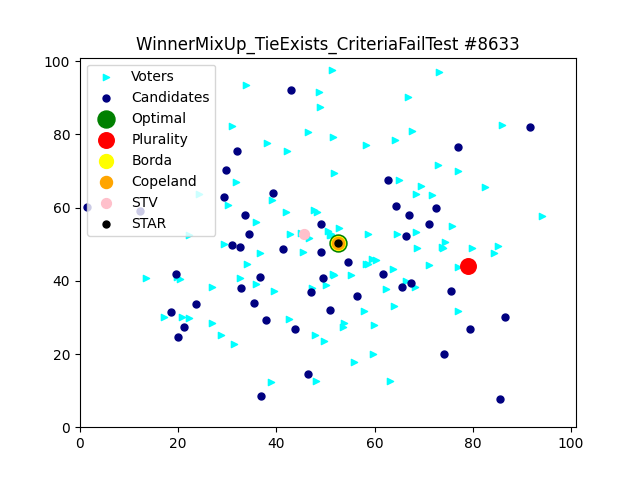 WinnerMixUp_TieExists_CriteriaFailTest #8633
100
80
60
40
20
0
Voters
Candidates
Optimal
Plurality
Borda
Copeland
STV
STAR
0 20 40 60 80 100